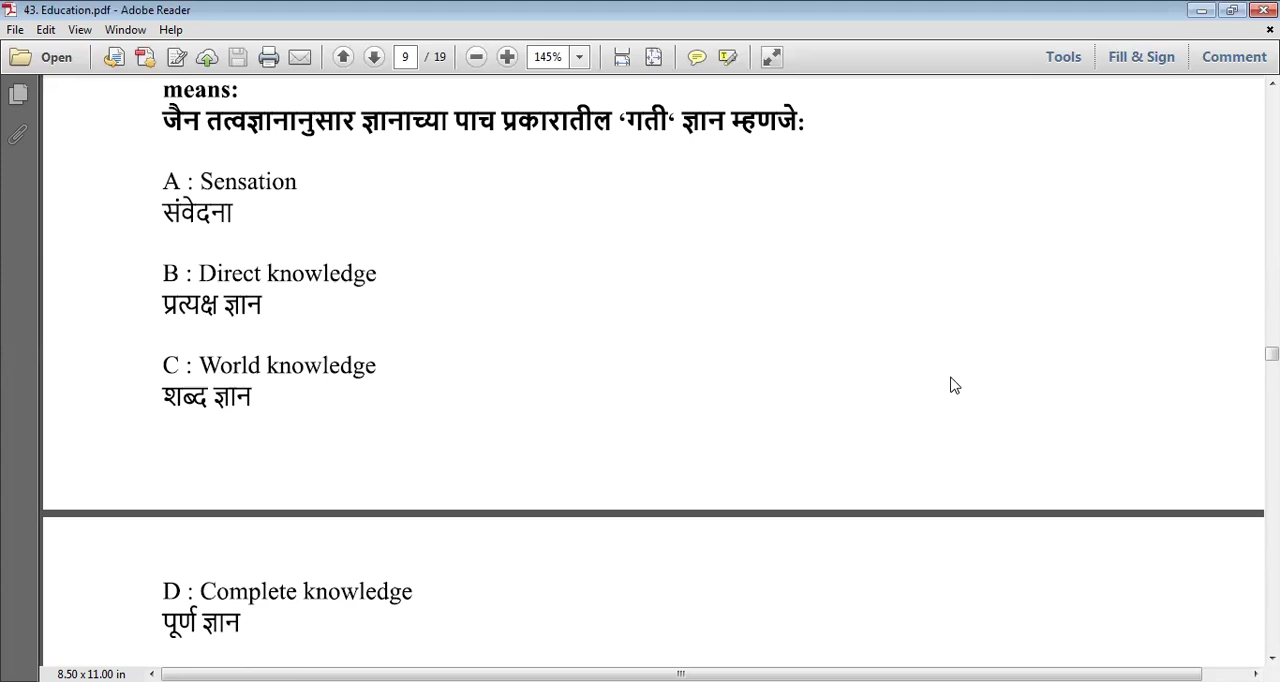 43. Education.pdf - Adobe Reader
File Edit View Window Help
Open 9 / 19 145% Tools Fill & Sign Comment
means:
जैन तत्वज्ञानानुसार ज्ञानाच्या पाच प्रकारातील ‘गती‘ ज्ञान म्हणजे:
A : Sensation
संवेदना
B : Direct knowledge
प्रत्यक्ष ज्ञान
C : World knowledge
शब्द ज्ञान
D : Complete knowledge
पूर्ण ज्ञान
8.50 x 11.00 in